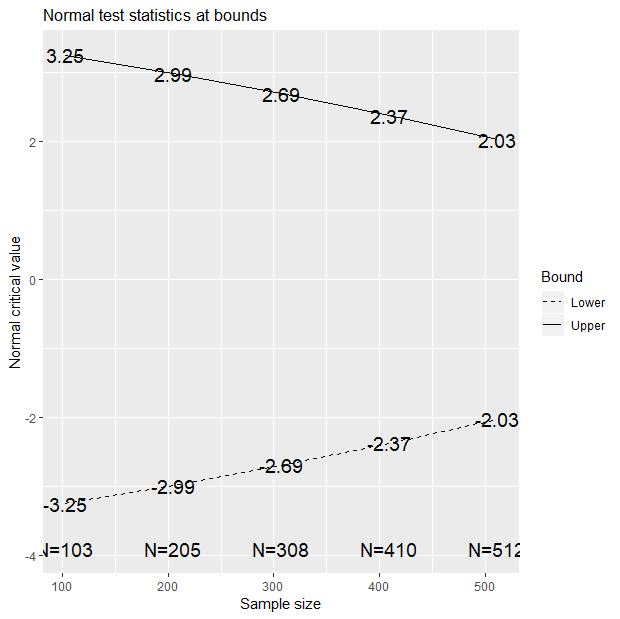 Normal test statistics at bounds
3.25
2.99
2.69
2.37
2.03
2
0
-2
-4
Normal critical value
-2.03
-2.37
-2.69
-2.99
-3.25
N=103 N=205 N=308 N=410 N=512
100 200 300 400 500
Sample size
Bound
Lower
Upper